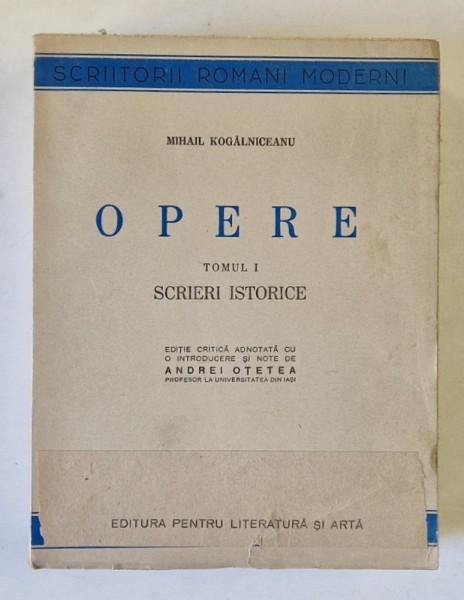 SCRIITORII ROMANI MODERNI
MIHAIL KOGĂLNICEANU
OPERE
TOMUL I
SCRIERI ISTORICE
EDIȚIE CRITICĂ ADNOTATĂ CU
O INTRODUCERE ȘI NOTE DE
ANDREI OȚETEA
PROFESOR LA UNIVERSITATEA DIN IAȘI
EDITURA PENTRU LITERATURĂ ȘI ARTĂ